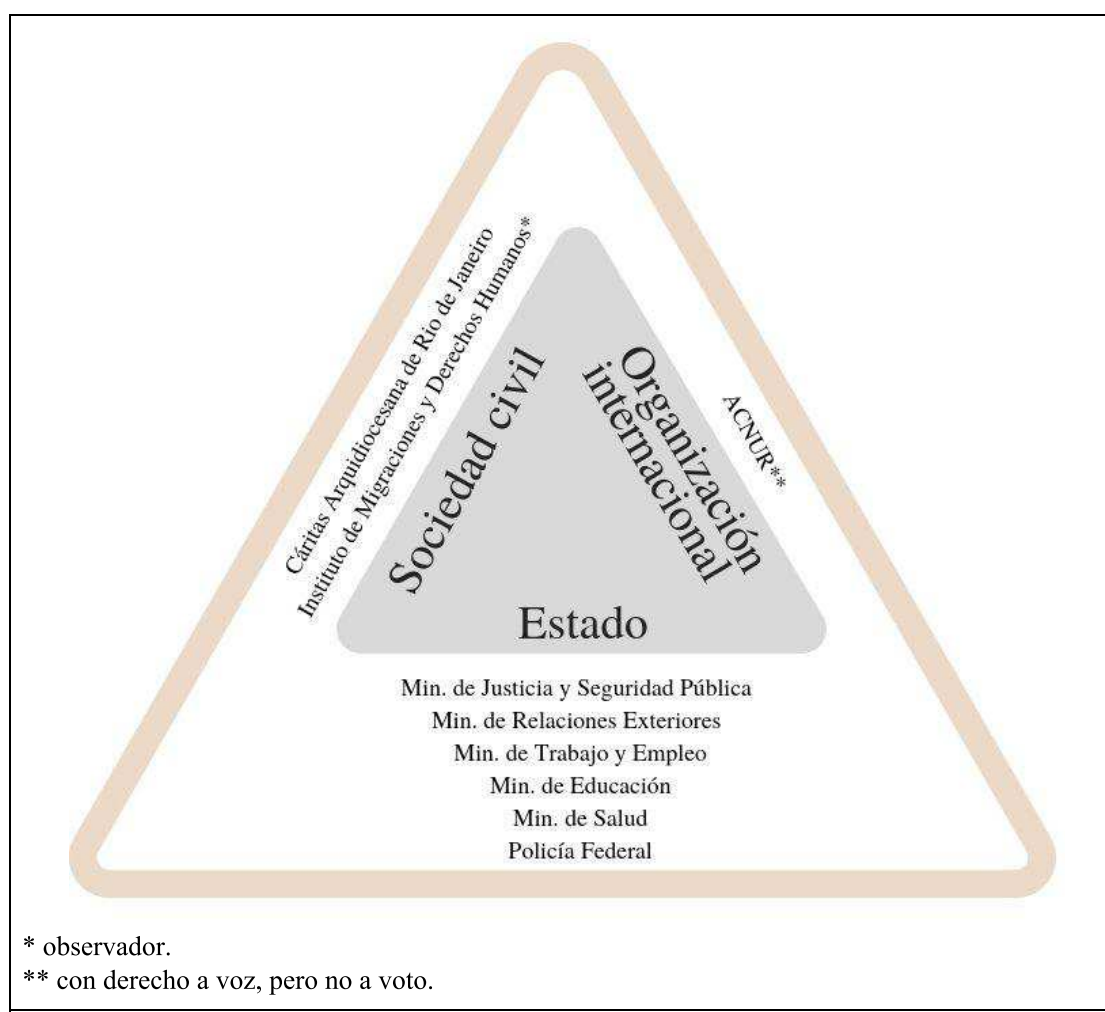 Cáritas Arquidiocesana de Rio de Janeiro
Instituto de Migraciones y Derechos Humanos*
Sociedad civil
Organización
internacional
ACNUR**
Estado
Min. de Justicia y Seguridad Pública
Min. de Relaciones Exteriores
Min. de Trabajo y Empleo
Min. de Educación
Min. de Salud
Policía Federal
* observador.
** con derecho a voz, pero no a voto.